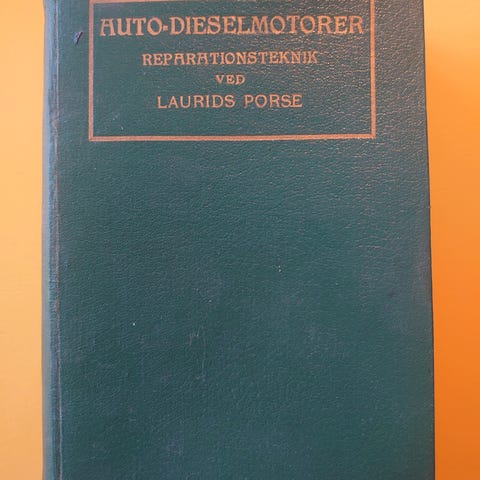 AUTO-DIESELMOTORER
REPARATIONSTEKNIK
VED
LAURIDS PORSE